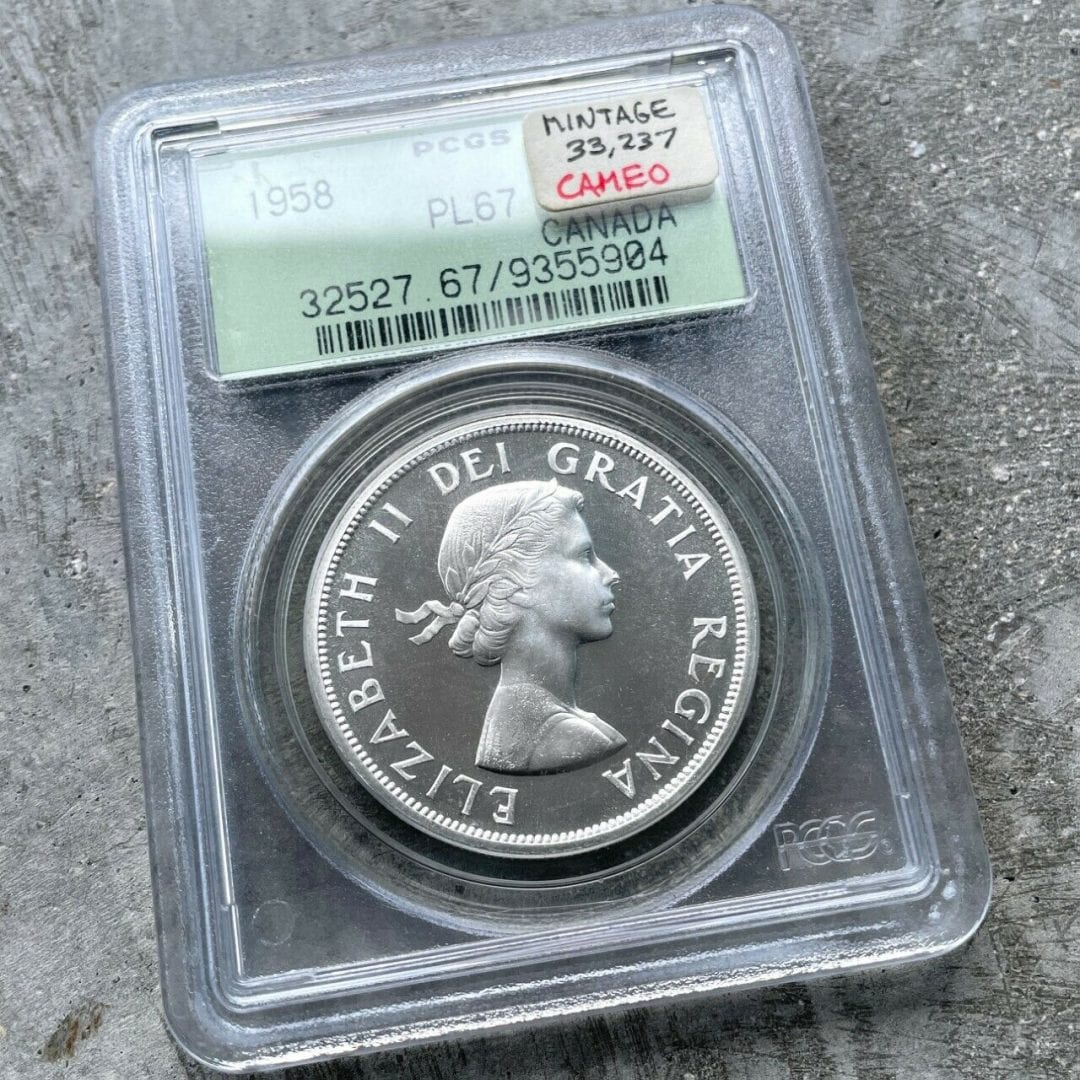 PCGS
MINTAGE
33,237
CAMEO
1958 PL67
CANADA
32527.67/9355904
ELIZABETH II DEI GRATIA REGINA
PCGS